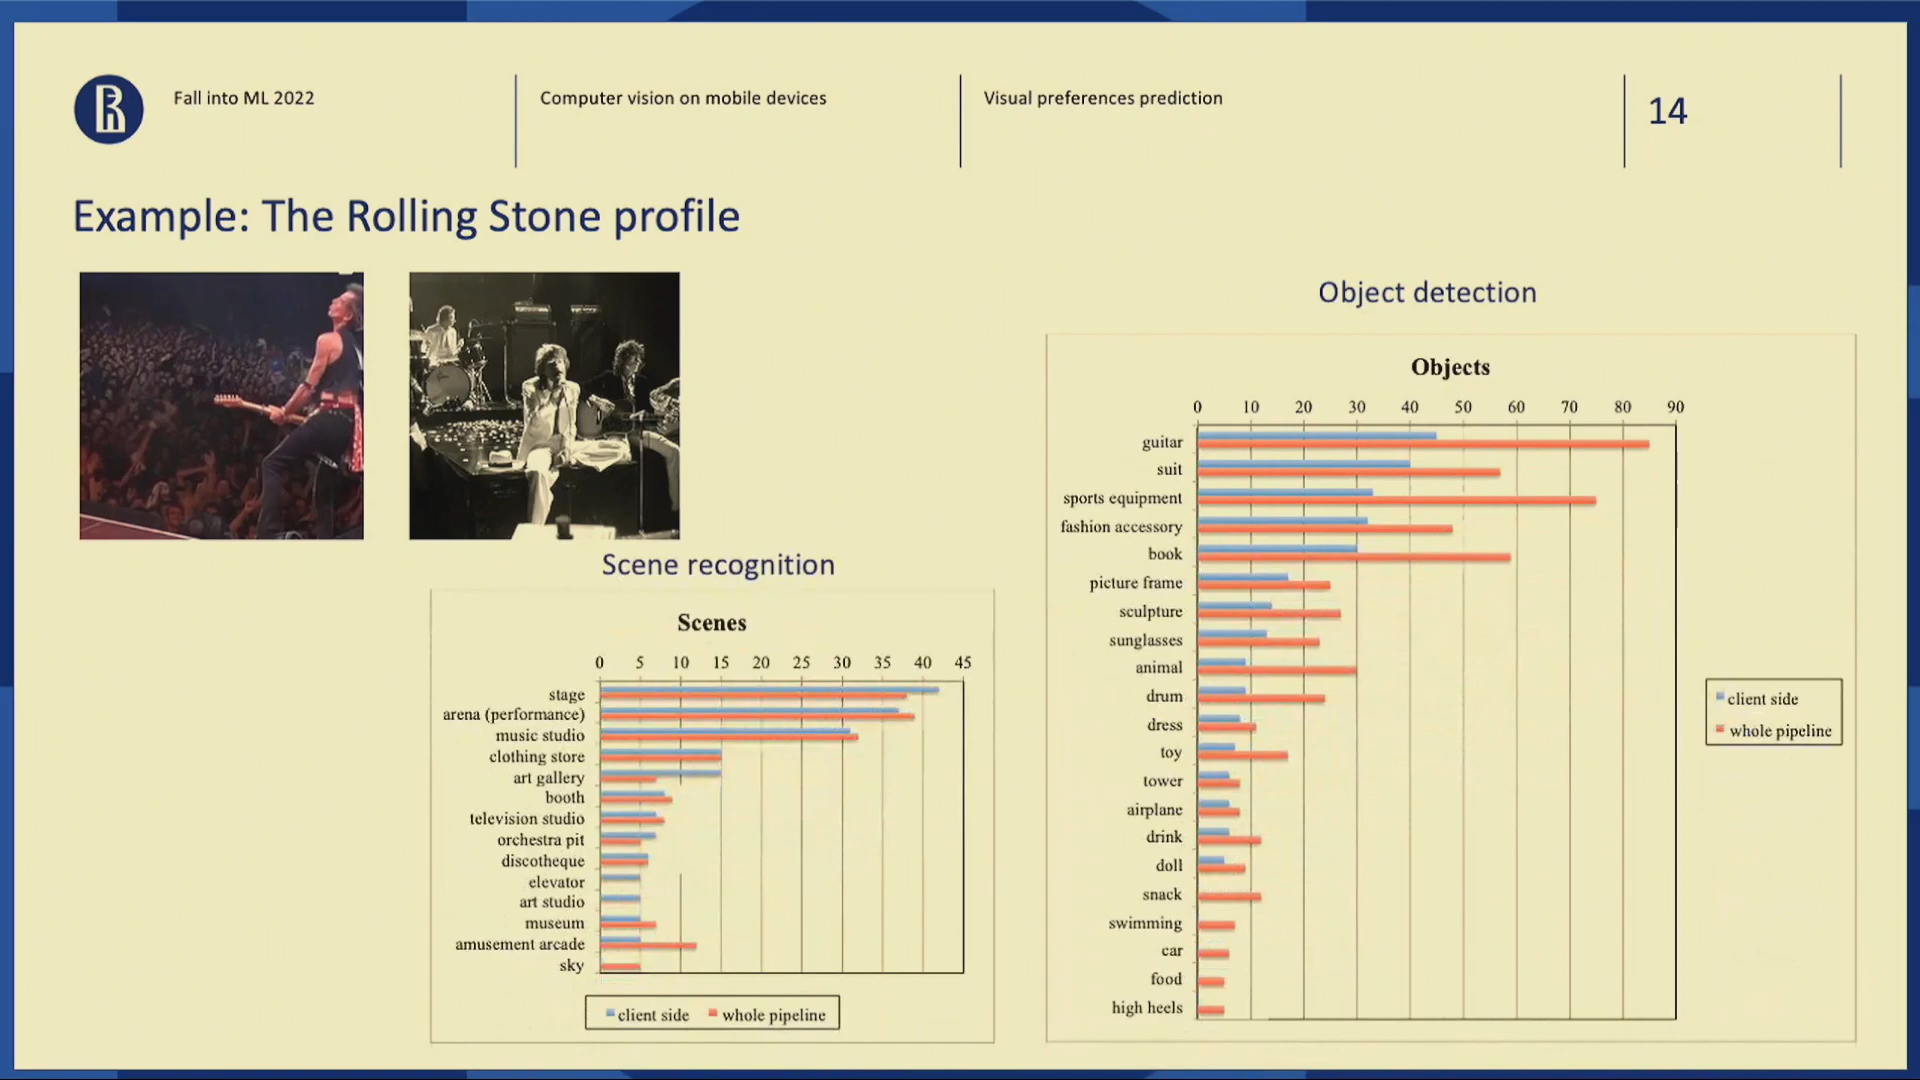 Fall into ML 2022
Computer vision on mobile devices
Visual preferences prediction
14
Example: The Rolling Stone profile
Scene recognition
Scenes
0 5 10 15 20 25 30 35 40 45
stage
arena (performance)
music studio
clothing store
art gallery
booth
television studio
orchestra pit
discotheque
elevator
art studio
museum
amusement arcade
sky
client side
whole pipeline
Object detection
Objects
0 10 20 30 40 50 60 70 80 90
guitar
suit
sports equipment
fashion accessory
book
picture frame
sculpture
sunglasses
animal
drum
dress
toy
tower
airplane
drink
doll
snack
swimming
car
food
high heels
client side
whole pipeline